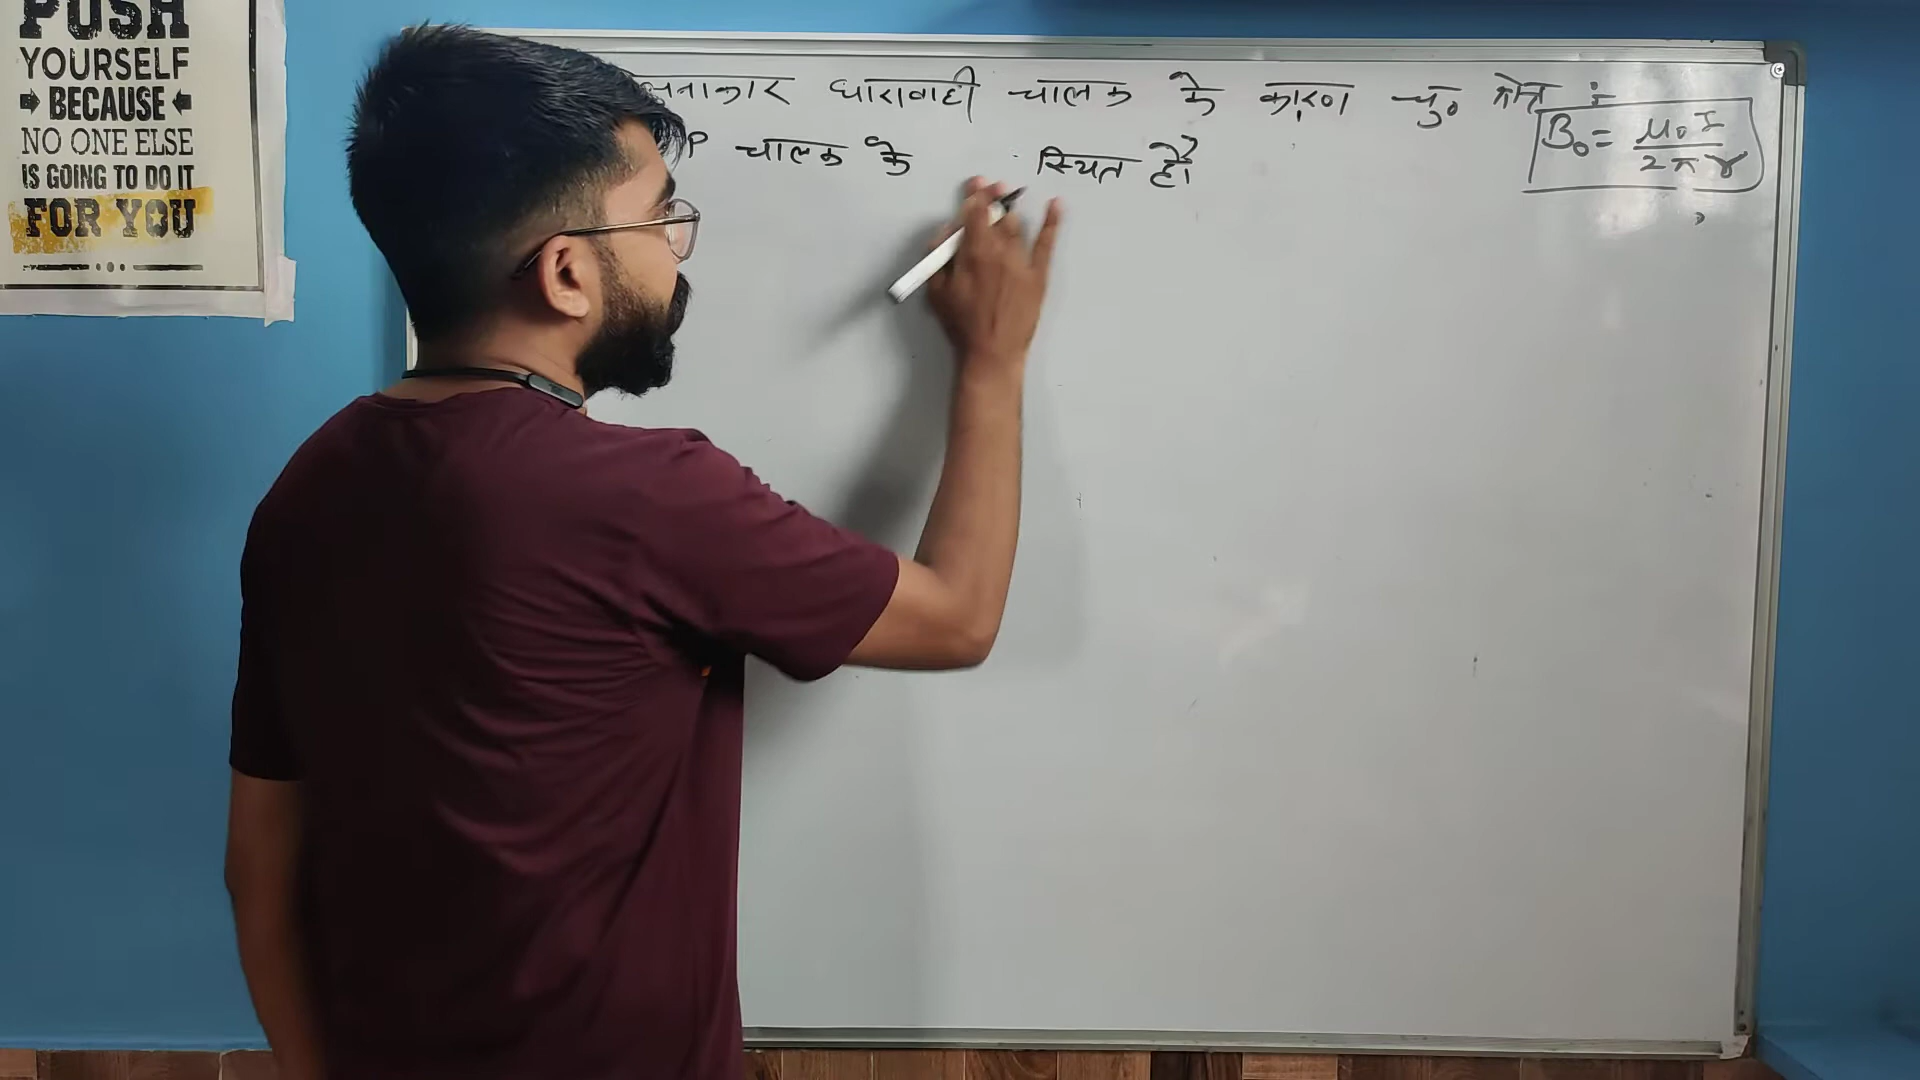 PUSH
YOURSELF
BECAUSE
NO ONE ELSE
IS GOING TO DO IT
FOR YOU
धारावाही चालक के कारण चु० क्षेत्र :-
P चालक के स्थित है।
B₀ = μ₀I / 2πr